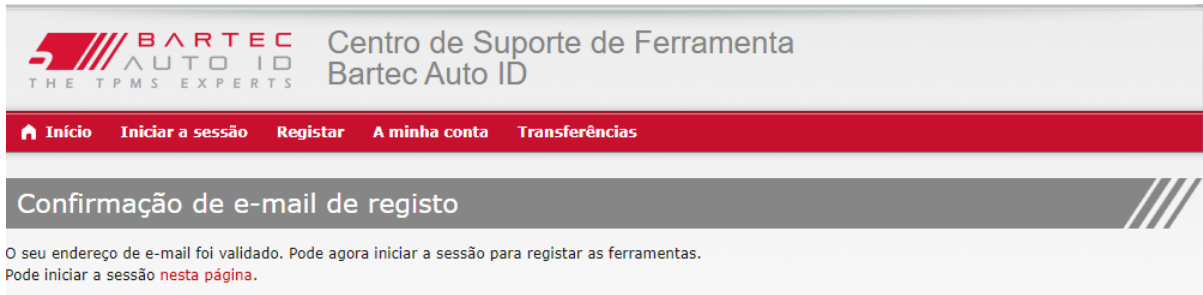 BARTEC
AUTO ID
THE TPMS EXPERTS
Centro de Suporte de Ferramenta
Bartec Auto ID
Início Iniciar a sessão Registar A minha conta Transferências
Confirmação de e-mail de registo
O seu endereço de e-mail foi validado. Pode agora iniciar a sessão para registar as ferramentas.
Pode iniciar a sessão nesta página.